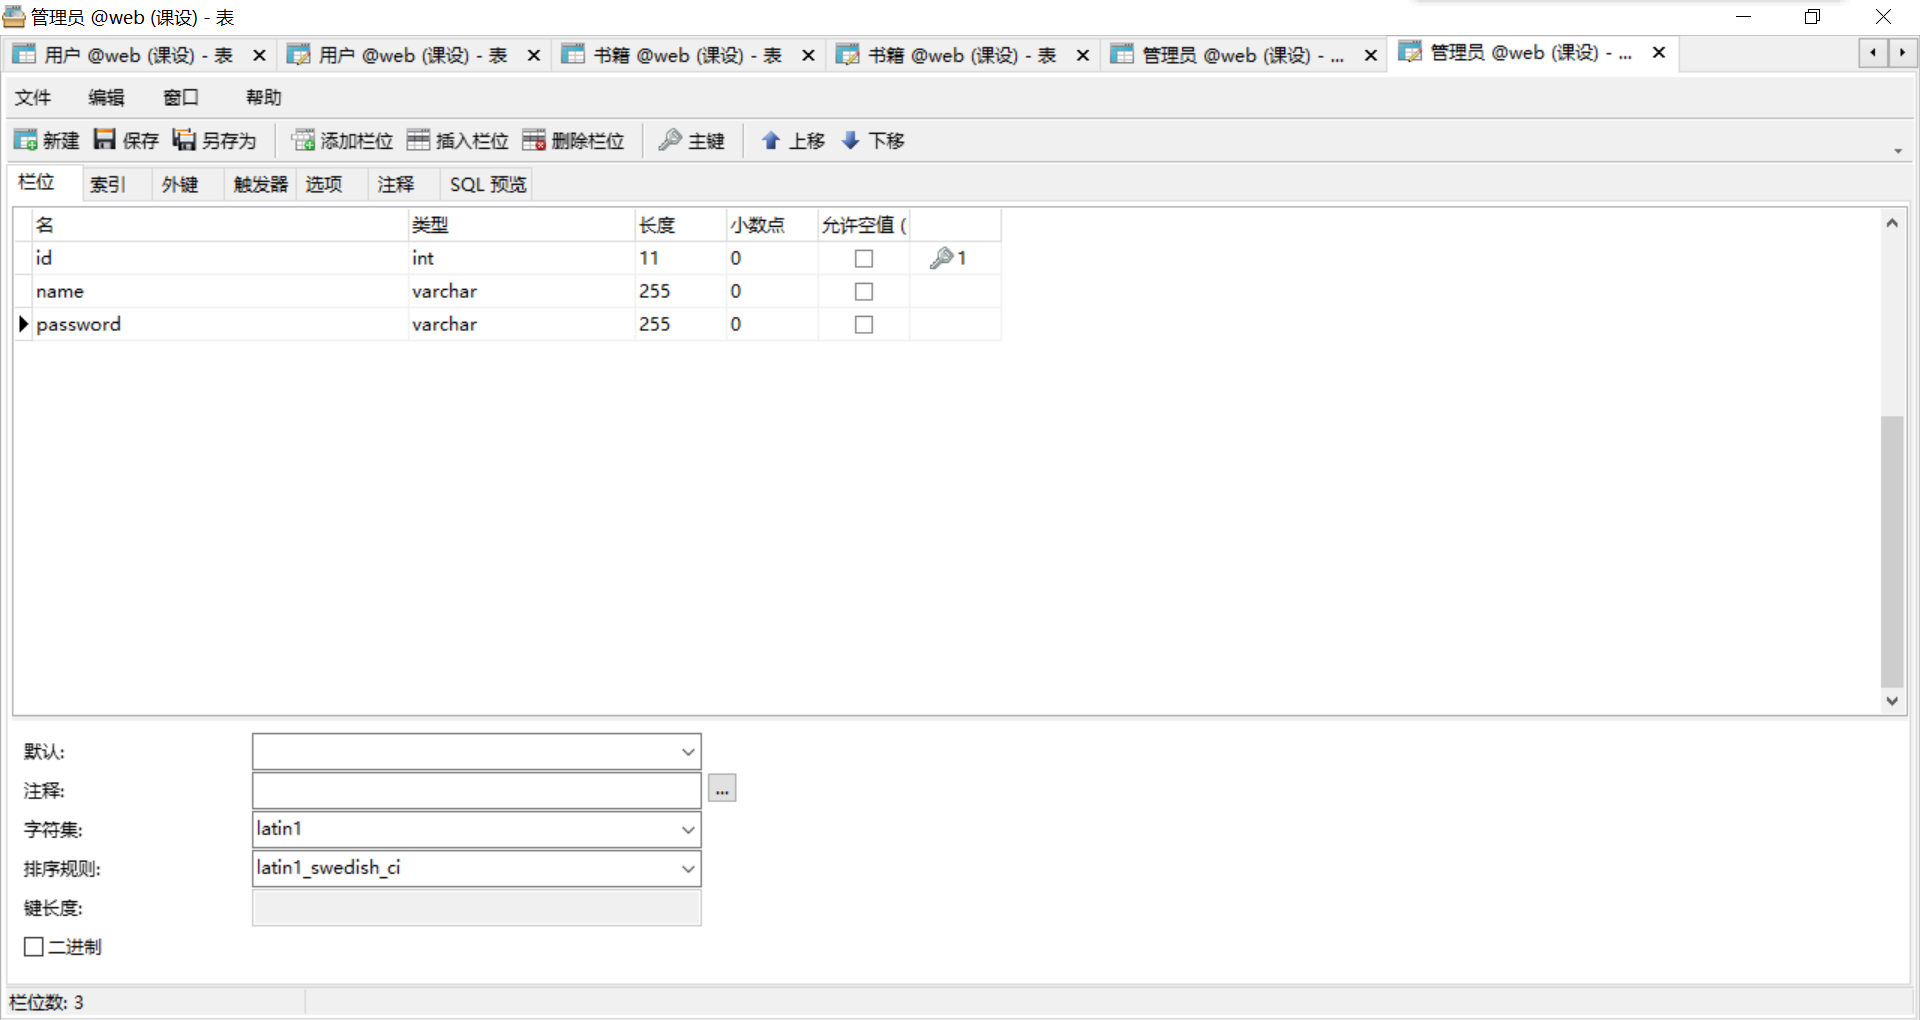 管理员 @web (课设) - 表
用户 @web (课设) - 表 用户 @web (课设) - 表 书籍 @web (课设) - 表 书籍 @web (课设) - 表 管理员 @web (课设) - ... 管理员 @web (课设) - ...
文件 编辑 窗口 帮助
新建 保存 另存为 添加栏位 插入栏位 删除栏位 主键 上移 下移
栏位 索引 外键 触发器 选项 注释 SQL 预览
名 类型 长度 小数点 允许空值 (
id int 11 0 1
name varchar 255 0
password varchar 255 0
默认:
注释: ...
字符集: latin1
排序规则: latin1_swedish_ci
键长度:
二进制
栏位数: 3